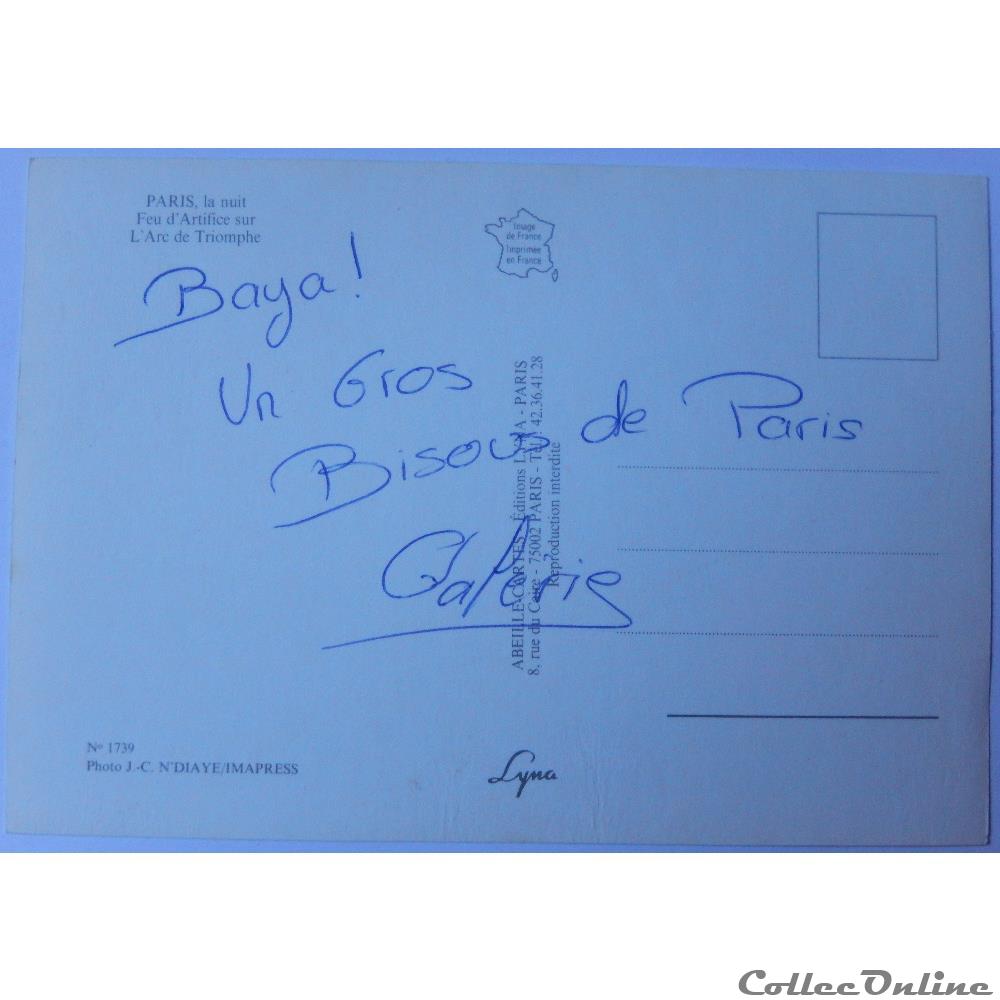 PARIS, la nuit
Feu d'Artifice sur
L'Arc de Triomphe
Image
de France
Imprimée
en France
Baya!
Un Gros
Bisous de Paris
Valérie
ABEILLE-CARTES - Éditions LYNA - PARIS
8, rue du Caire - 75002 PARIS - Tél. : 42.36.41.28
Reproduction interdite
Nº 1739
Photo J.-C. N'DIAYE/IMAPRESS
Lyna
CollecOnline